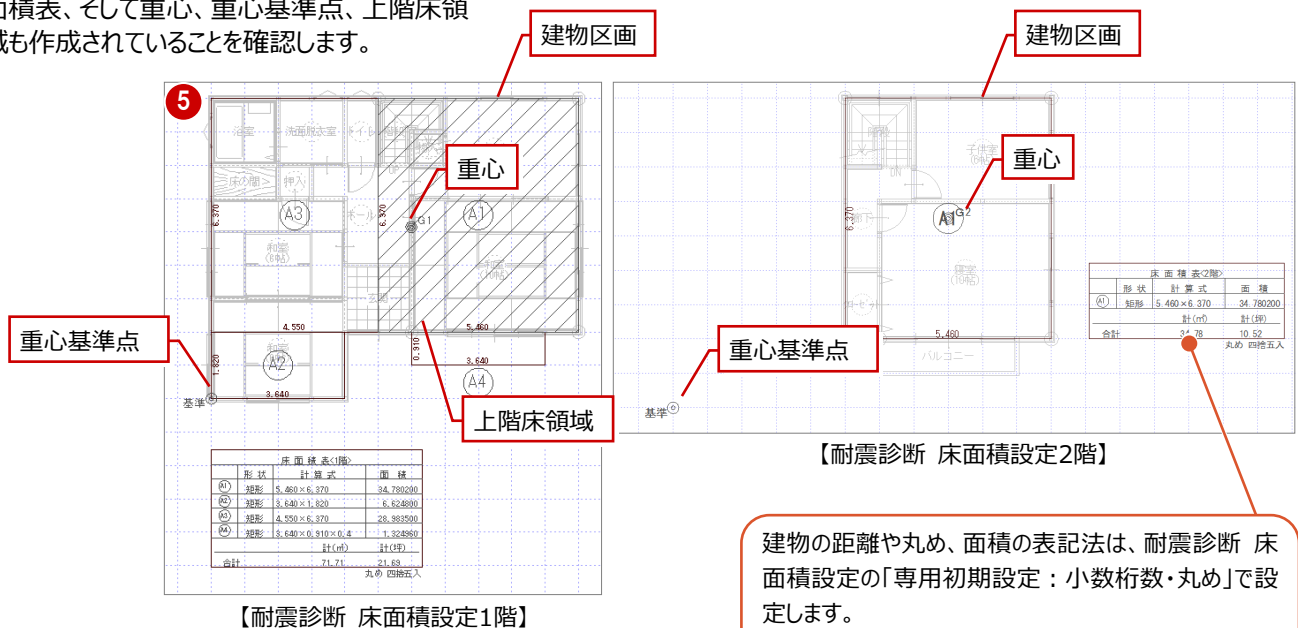 面積表、そして重心、重心基準点、上階床領
域も作成されていることを確認します。
建物区画
建物区画
5
浴室
洗面脱衣室
トイレ
UP
重心
子供室
重心
DN
床の間
押入
ホール
6.370
6.370
A3
A1
G1
和室
(8帖)
玄関
廊下
6.370
A1
G2
寝室
(10帖)
4.550
5.460
5.460
バルコニー
重心基準点
1.820
A2
3.640
0.910
3.640
A4
基準
上階床領域
重心基準点
基準
床面積表<2階>
形状 計算式 面積
A1 矩形 5.460×6.370 34.780200
計(㎡) 計(坪)
合計 34.78 10.52
丸め 四捨五入
【耐震診断 床面積設定2階】
床面積表<1階>
形状 計算式 面積
A1 矩形 5.460×6.370 34.780200
A2 矩形 3.640×1.820 6.624800
A3 矩形 4.550×6.370 28.983500
A4 矩形 3.640×0.910×0.4 1.324960
計(㎡) 計(坪)
合計 71.71 21.69
丸め 四捨五入
【耐震診断 床面積設定1階】
建物の距離や丸め、面積の表記法は、耐震診断 床
面積設定の「専用初期設定：小数桁数・丸め」で設
定します。